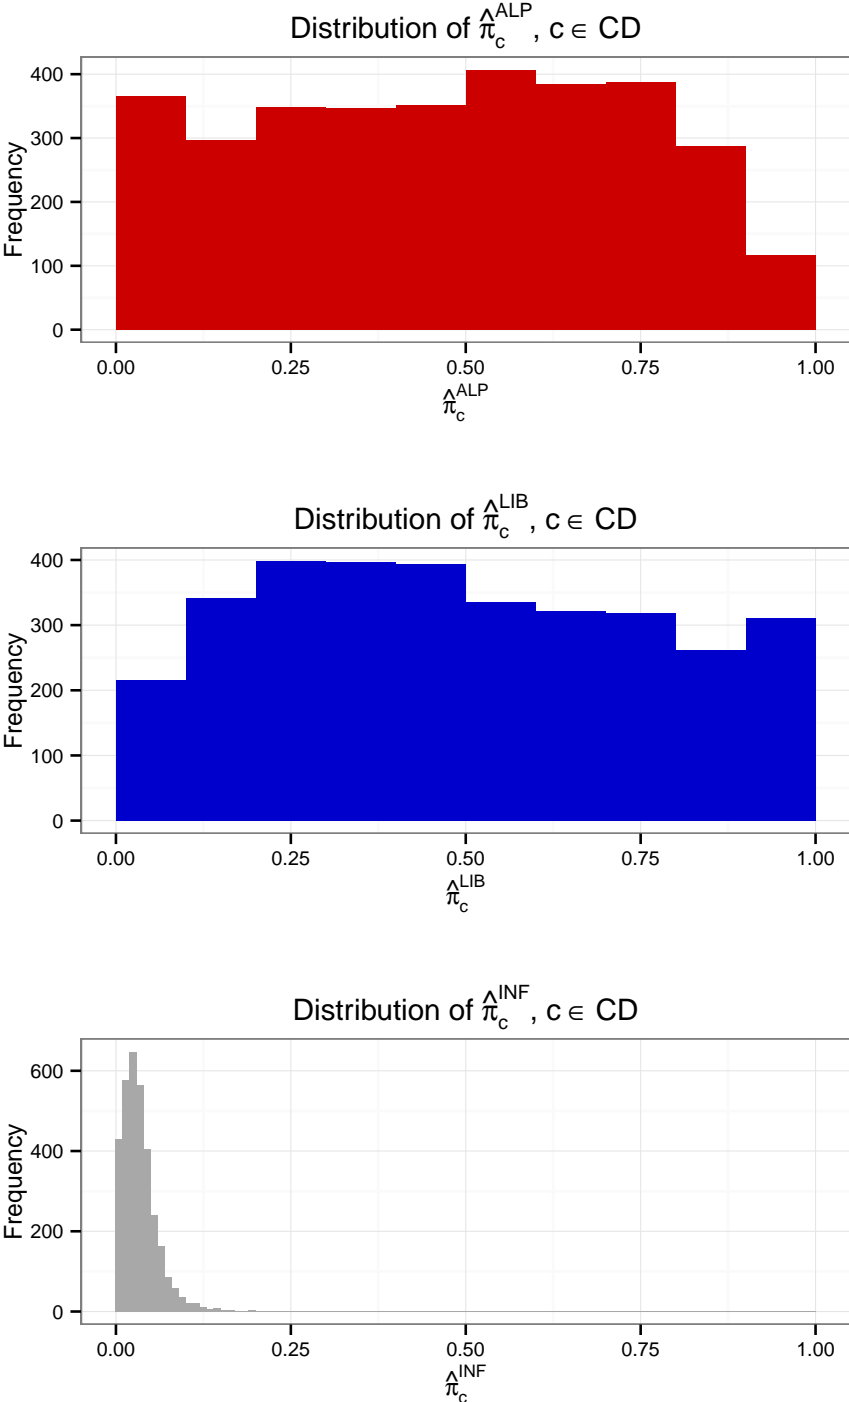 Distribution of π̂_c^ALP, c ∈ CD
Frequency
400
300
200
100
0
0.00 0.25 0.50 0.75 1.00
π̂_c^ALP
Distribution of π̂_c^LIB, c ∈ CD
Frequency
400
300
200
100
0
0.00 0.25 0.50 0.75 1.00
π̂_c^LIB
Distribution of π̂_c^INF, c ∈ CD
Frequency
600
400
200
0
0.00 0.25 0.50 0.75 1.00
π̂_c^INF